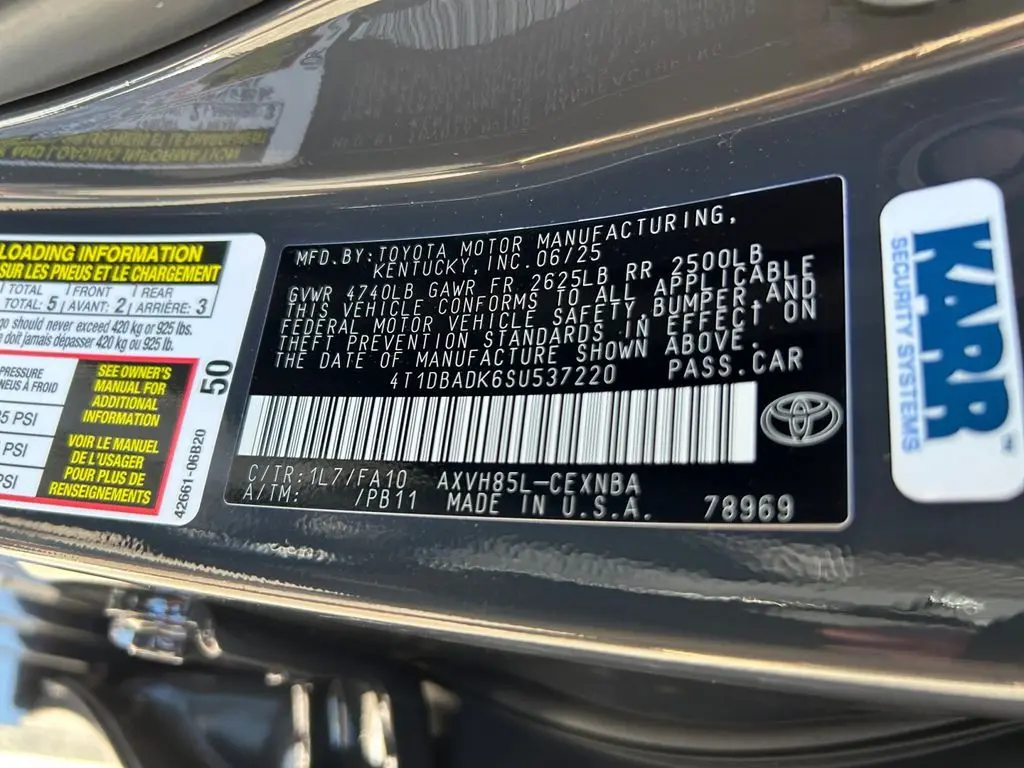 LOADING INFORMATION
SUR LES PNEUS ET LE CHARGEMENT
TOTAL FRONT REAR
TOTAL: 5 AVANT: 2 ARRIÈRE: 3
should never exceed 420 kg or 925 lbs.
doit jamais dépasser 420 kg ou 925 lb.
PRESSURE
À FROID
PSI
PSI
PSI
SEE OWNER'S
MANUAL FOR
ADDITIONAL
INFORMATION
VOIR LE MANUEL
DE L'USAGER
POUR PLUS DE
RENSEIGNEMENTS
50
42661-06B20
MFD.BY:TOYOTA MOTOR MANUFACTURING,
KENTUCKY, INC. 06/25
GVWR 4740LB GAWR FR 2625LB RR 2500LB
THIS VEHICLE CONFORMS TO ALL APPLICABLE
FEDERAL MOTOR VEHICLE SAFETY,BUMPER,AND
THEFT PREVENTION STANDARDS IN EFFECT ON
THE DATE OF MANUFACTURE SHOWN ABOVE.
4T1DBADK6SU537220 PASS.CAR
C/TR:1L7/FA10 AXVH85L-CEXNBA
A/TM: /PB11 MADE IN U.S.A. 78969
KARR
SECURITY SYSTEMS
TM